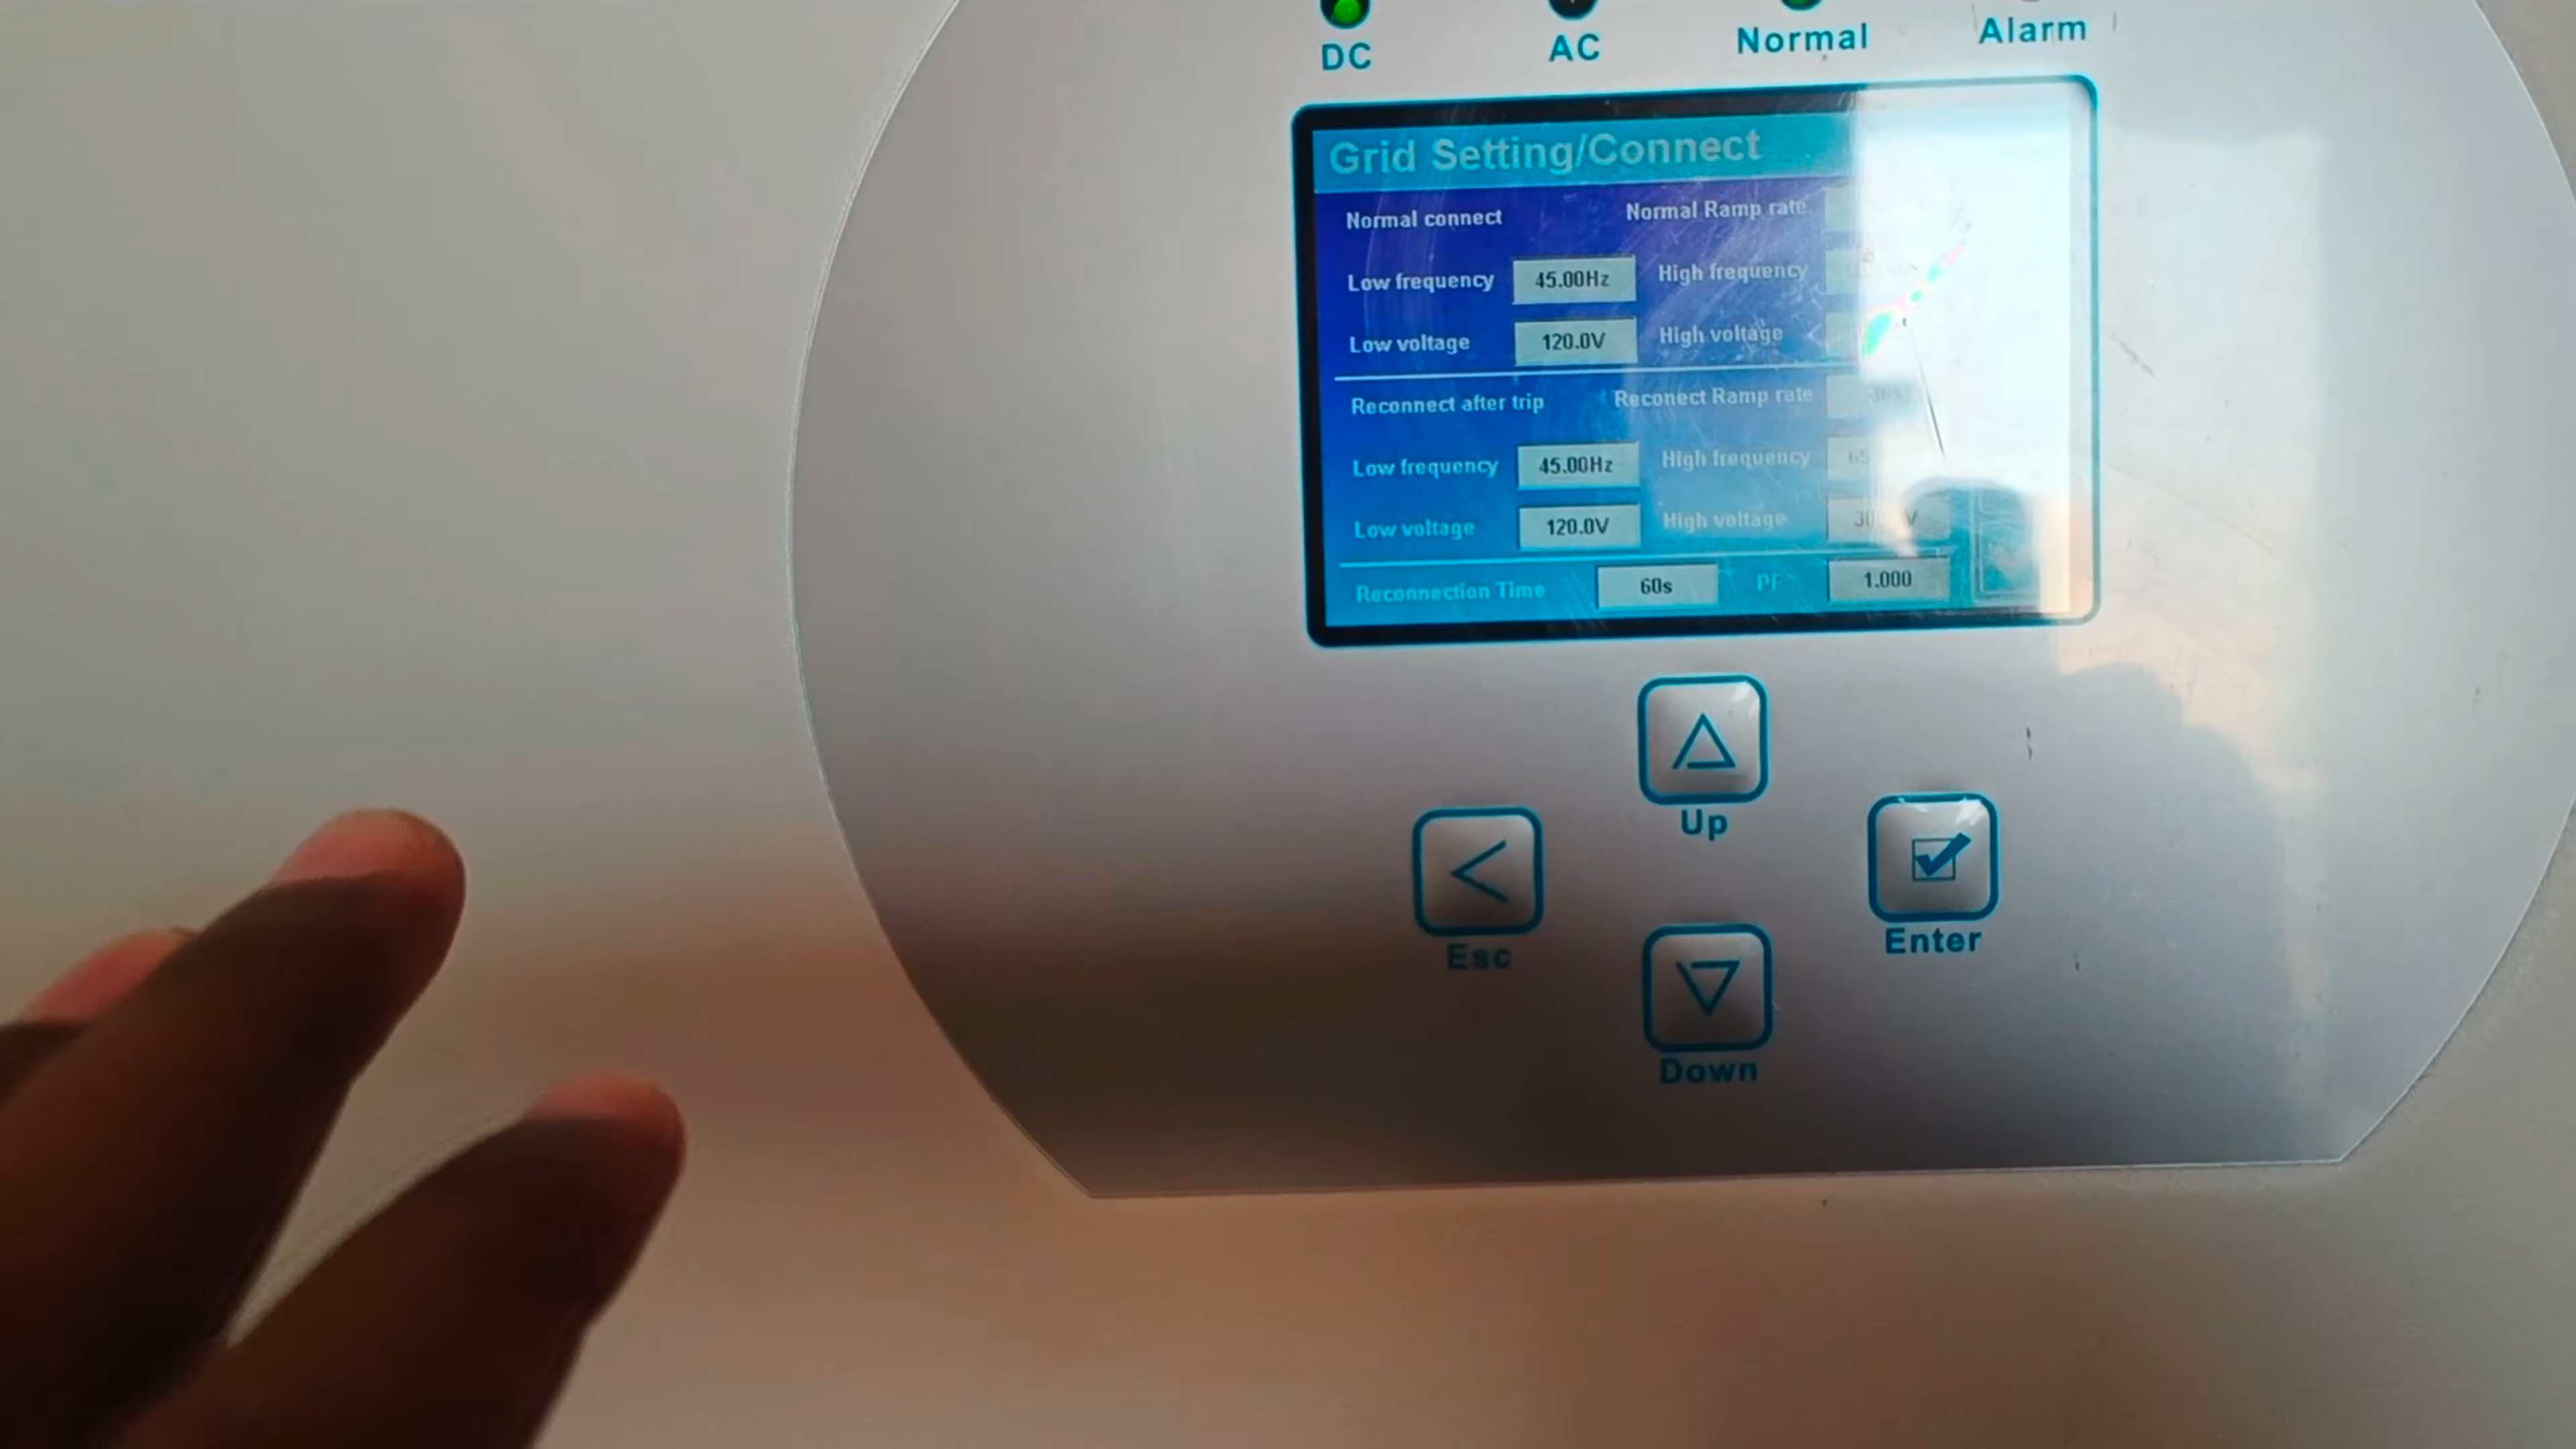 DC AC Normal Alarm
Grid Setting/Connect
Normal connect Normal Ramp rate
Low frequency 45.00Hz High frequency
Low voltage 120.0V High voltage
Reconnect after trip Reconect Ramp rate
Low frequency 45.00Hz High frequency
Low voltage 120.0V High voltage
Reconnection Time 60s PF 1.000
Up
Esc
Enter
Down